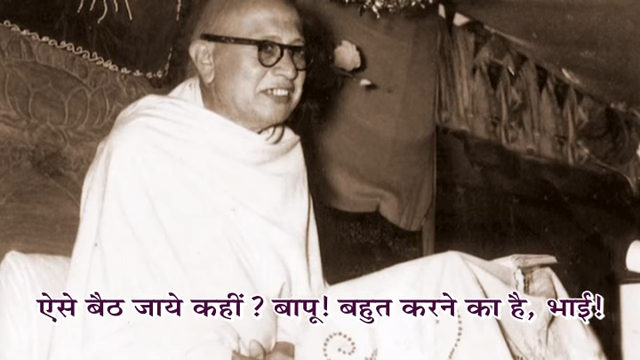 ऐसे बैठ जाये कहीं ? बापू! बहुत करने का है, भाई!